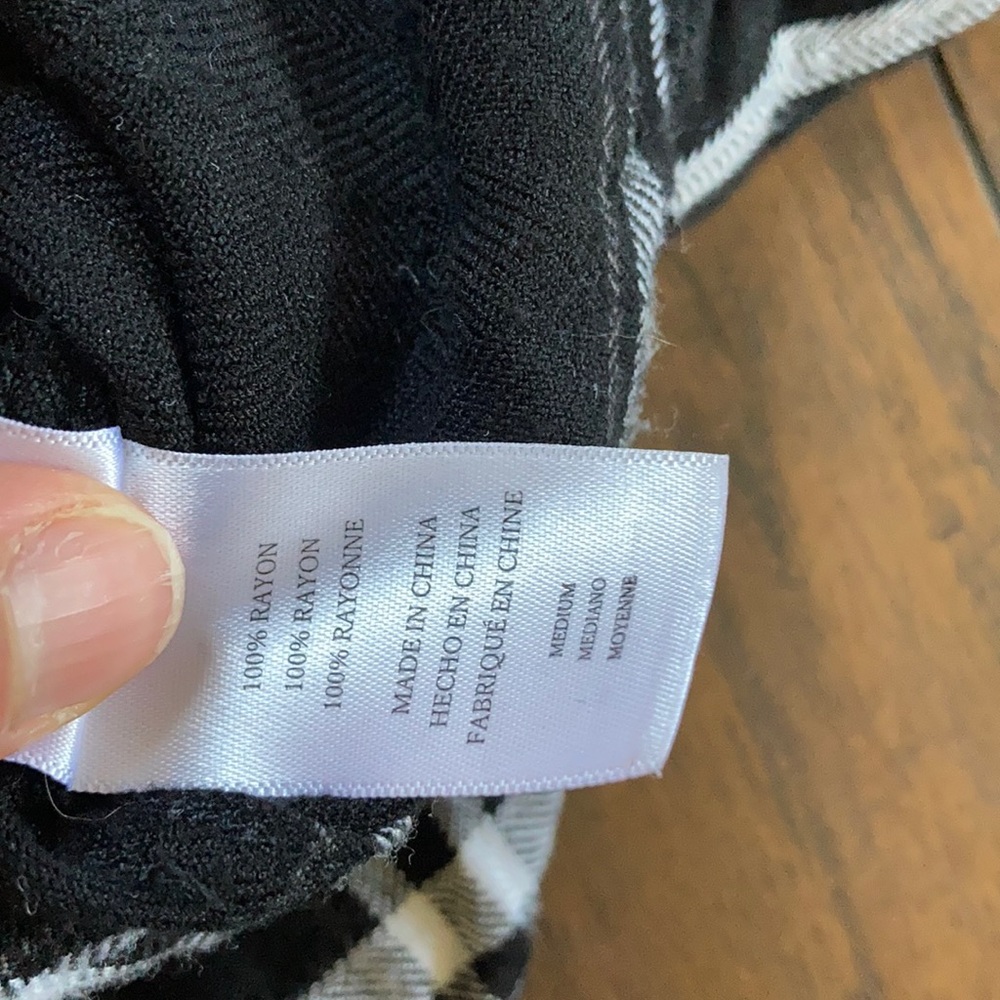 100% RAYON
100% RAYON
100% RAYONNE
MADE IN CHINA
HECHO EN CHINA
FABRIQUÉ EN CHINE
MEDIUM
MEDIANO
MOYENNE